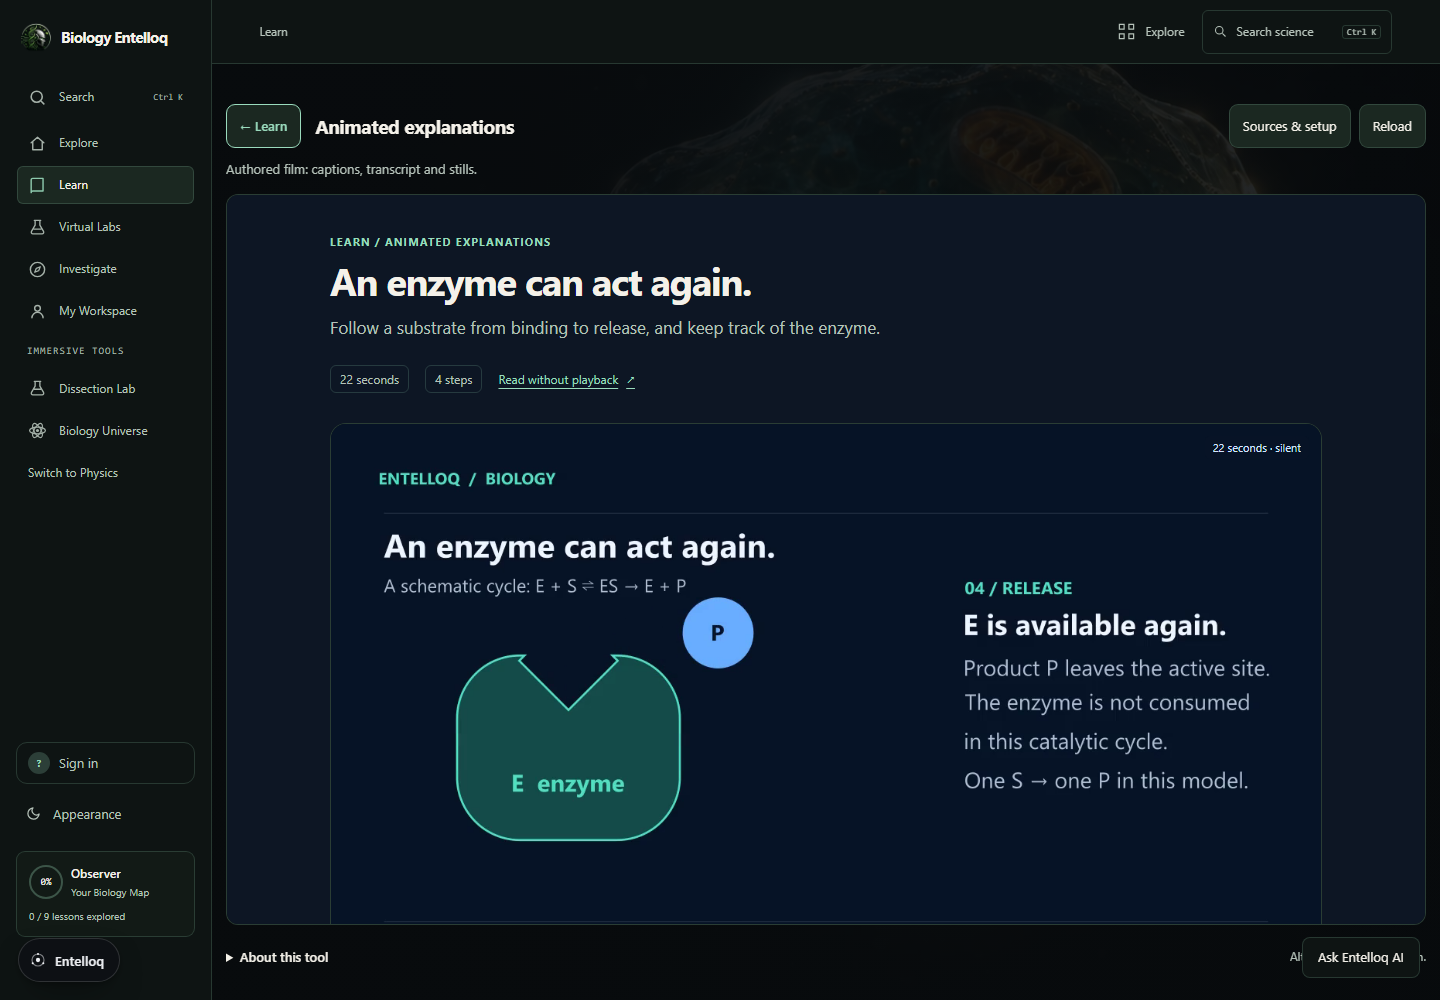 Biology Entelloq
Search Ctrl K
Explore
Learn
Virtual Labs
Investigate
My Workspace
IMMERSIVE TOOLS
Dissection Lab
Biology Universe
Switch to Physics
? Sign in
Appearance
0% Observer
Your Biology Map
0 / 9 lessons explored
Entelloq
Learn
Explore
Search science Ctrl K
← Learn
Animated explanations
Sources & setup
Reload
Authored film: captions, transcript and stills.
LEARN / ANIMATED EXPLANATIONS
An enzyme can act again.
Follow a substrate from binding to release, and keep track of the enzyme.
22 seconds
4 steps
Read without playback ↗
22 seconds · silent
ENTELLOQ / BIOLOGY
An enzyme can act again.
A schematic cycle: E + S ⇌ ES → E + P
P
E enzyme
04 / RELEASE
E is available again.
Product P leaves the active site.
The enzyme is not consumed
in this catalytic cycle.
One S → one P in this model.
▶ About this tool
Ask Entelloq AI